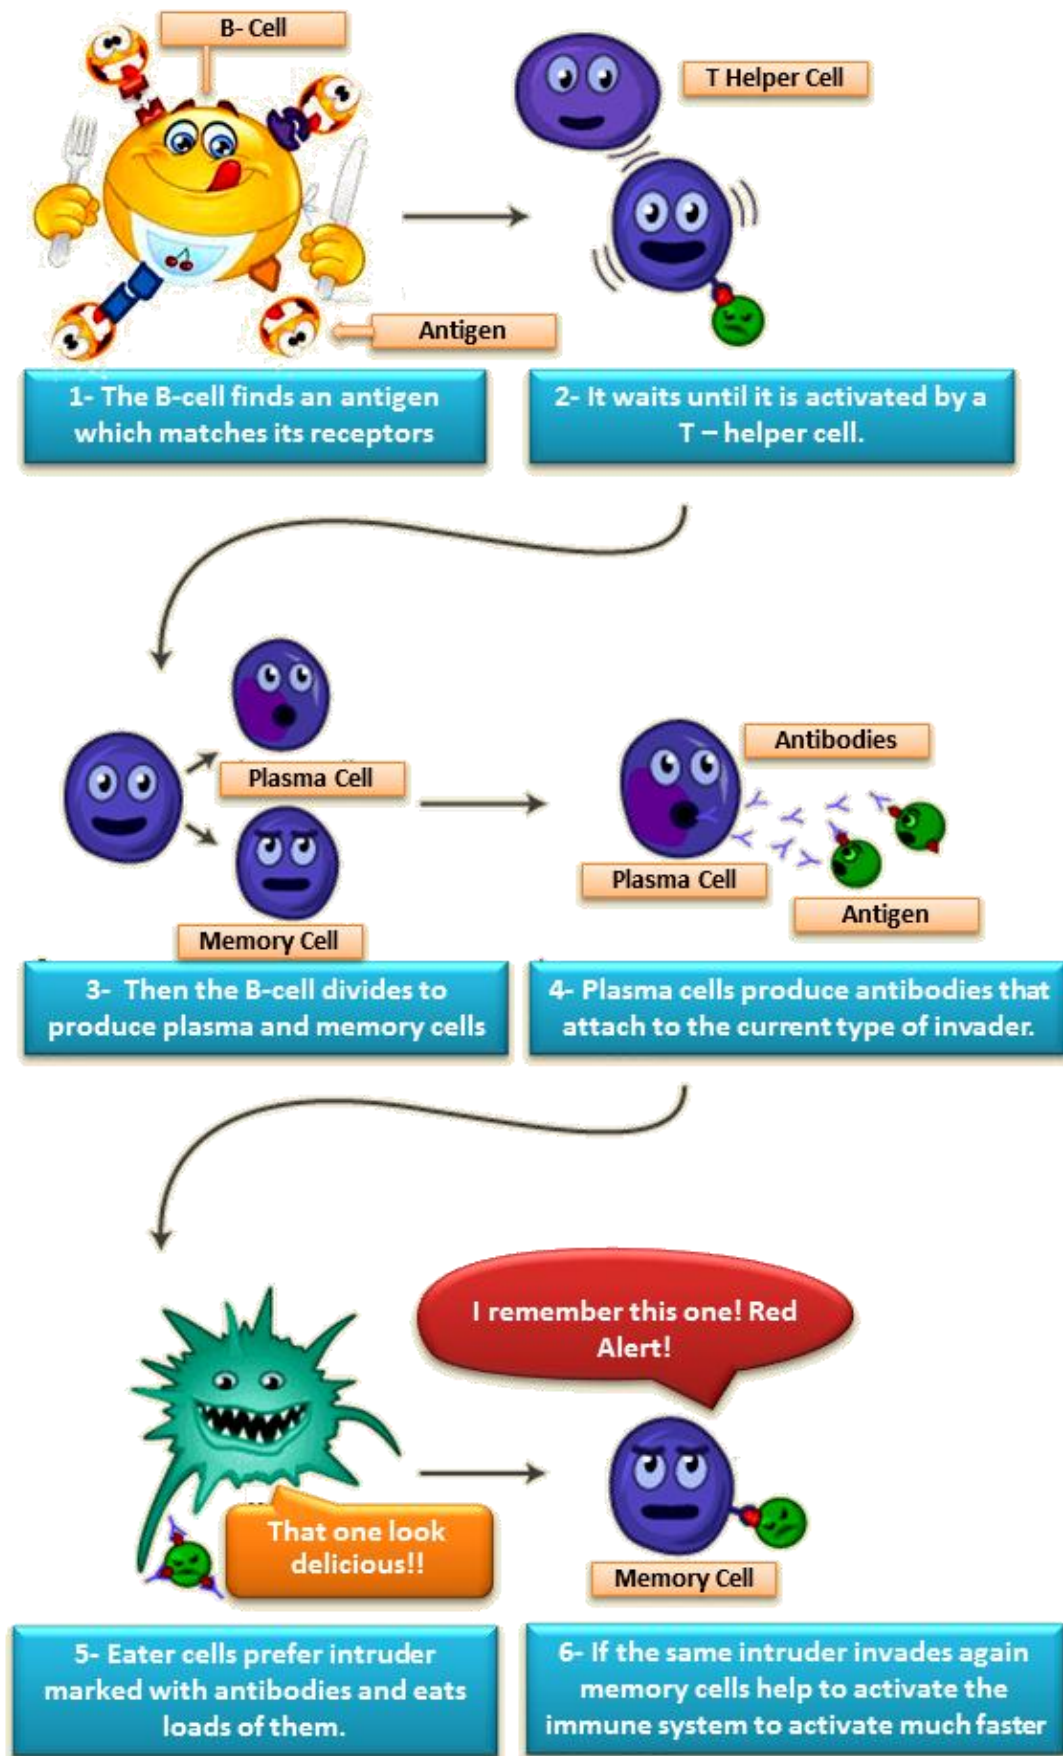 B- Cell
T Helper Cell
Antigen
1- The B-cell finds an antigen
which matches its receptors
2- It waits until it is activated by a
T – helper cell.
Plasma Cell
Memory Cell
Antibodies
Plasma Cell
Antigen
3- Then the B-cell divides to
produce plasma and memory cells
4- Plasma cells produce antibodies that
attach to the current type of invader.
I remember this one! Red
Alert!
That one look
delicious!!
Memory Cell
5- Eater cells prefer intruder
marked with antibodies and eats
loads of them.
6- If the same intruder invades again
memory cells help to activate the
immune system to activate much faster